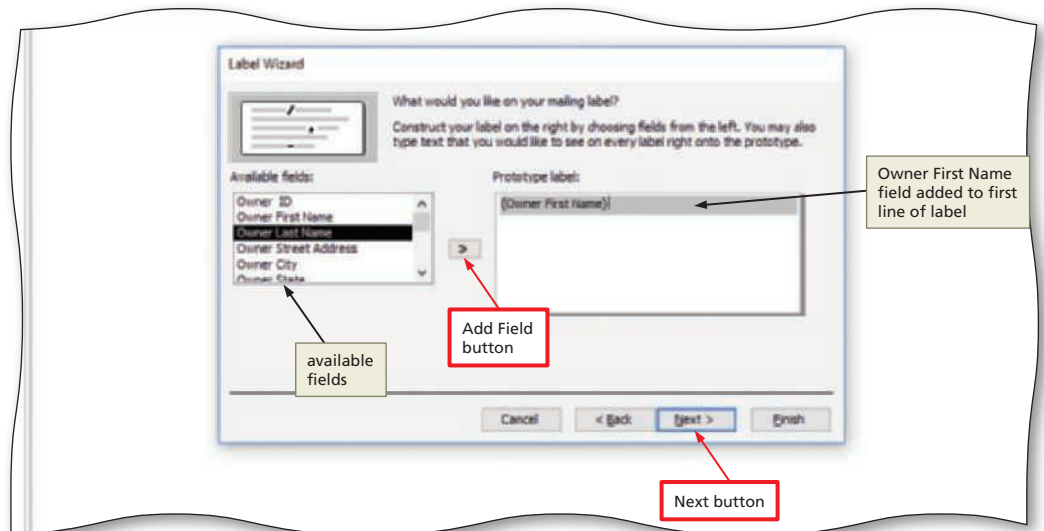 Label Wizard
What would you like on your mailing label?
Construct your label on the right by choosing fields from the left. You may also
type text that you would like to see on every label right onto the prototype.
Available fields:
Owner ID
Owner First Name
Owner Last Name
Owner Street Address
Owner City
Owner State
>
Prototype label:
{Owner First Name}
Owner First Name
field added to first
line of label
Add Field
button
available
fields
Cancel
< Back
Next >
Finish
Next button